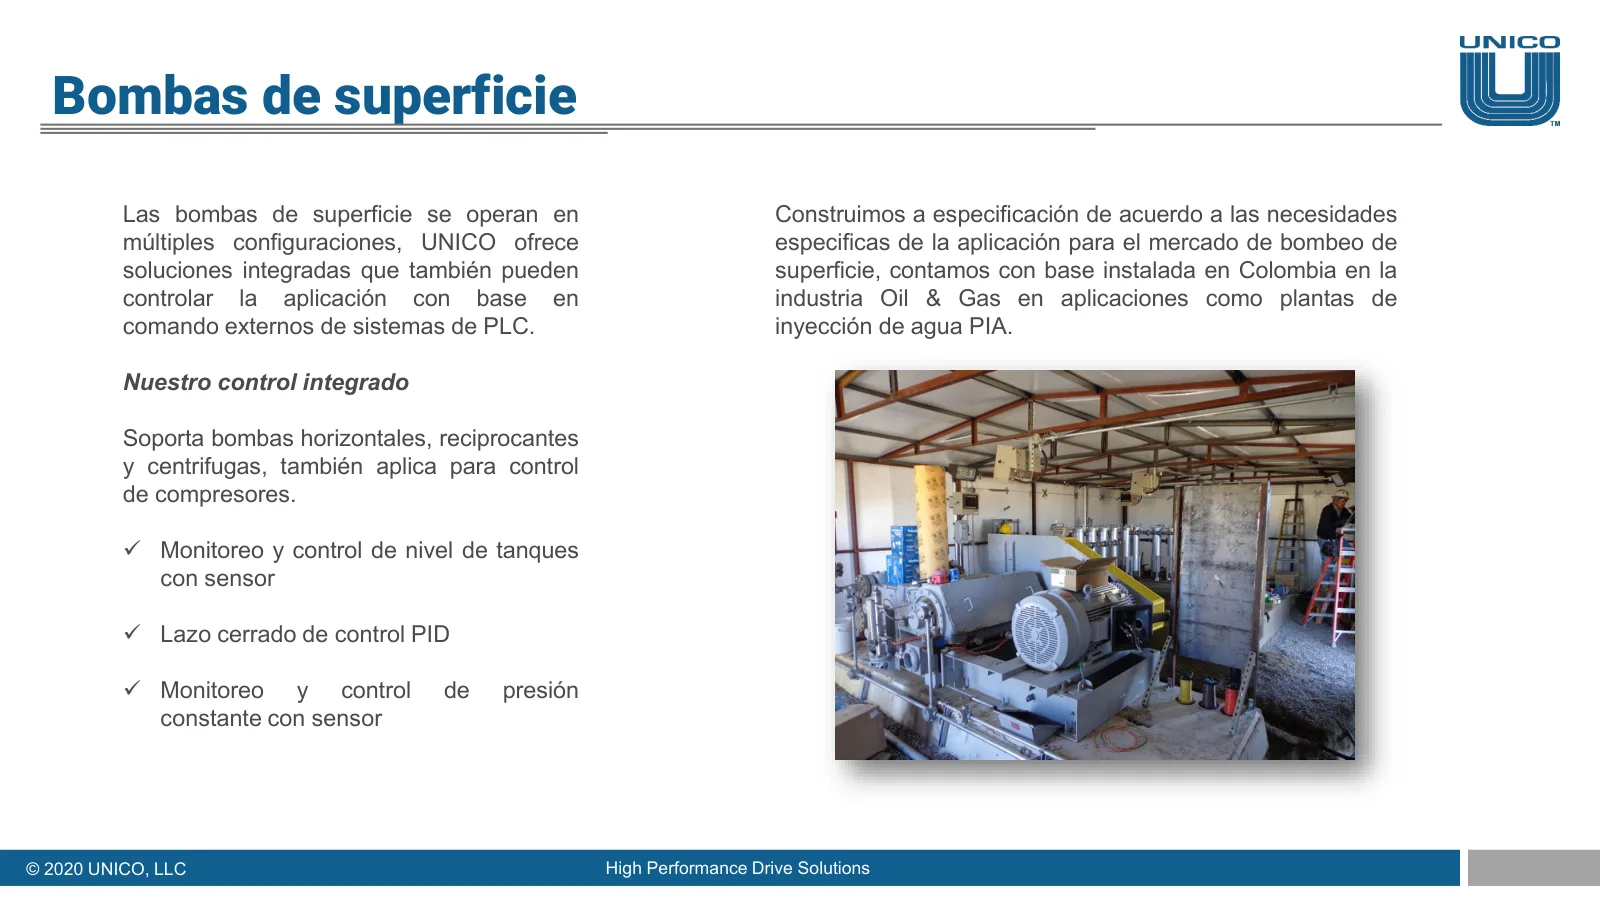 Bombas de superficie
UNICO
TM
Las bombas de superficie se operan en
múltiples configuraciones, UNICO ofrece
soluciones integradas que también pueden
controlar la aplicación con base en
comando externos de sistemas de PLC.
Nuestro control integrado
Soporta bombas horizontales, reciprocantes
y centrifugas, también aplica para control
de compresores.
✓ Monitoreo y control de nivel de tanques
con sensor
✓ Lazo cerrado de control PID
✓ Monitoreo y control de presión
constante con sensor
Construimos a especificación de acuerdo a las necesidades
especificas de la aplicación para el mercado de bombeo de
superficie, contamos con base instalada en Colombia en la
industria Oil & Gas en aplicaciones como plantas de
inyección de agua PIA.
© 2020 UNICO, LLC
High Performance Drive Solutions